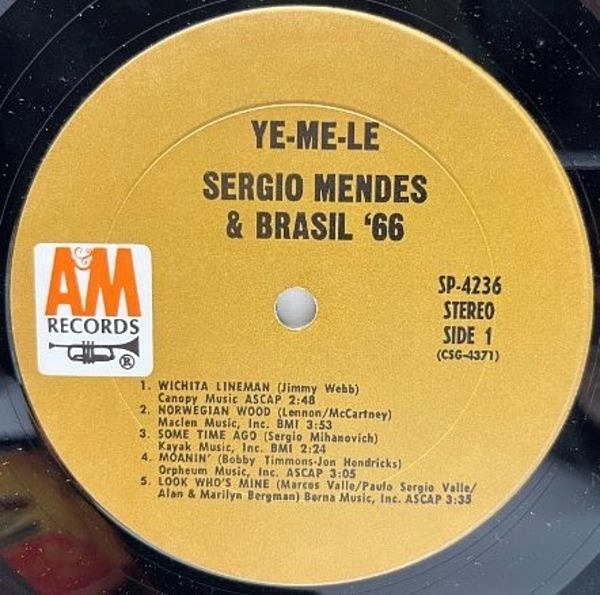 YE-ME-LE
SERGIO MENDES
& BRASIL '66
A&M
RECORDS
®
SP-4236
STEREO
SIDE 1
(CSG-4371)
1. WICHITA LINEMAN (Jimmy Webb)
Canopy Music ASCAP 2:48
2. NORWEGIAN WOOD (Lennon/McCartney)
Maclen Music, Inc. BMI 3:53
3. SOME TIME AGO (Sergio Mihanovich)
Kayak Music, Inc. BMI 2:24
4. MOANIN' (Bobby Timmons-Jon Hendricks)
Orpheum Music, Inc. ASCAP 3:05
5. LOOK WHO'S MINE (Marcos Valle/Paulo Sergio Valle/
Alan & Marilyn Bergman) Berna Music, Inc. ASCAP 3:35